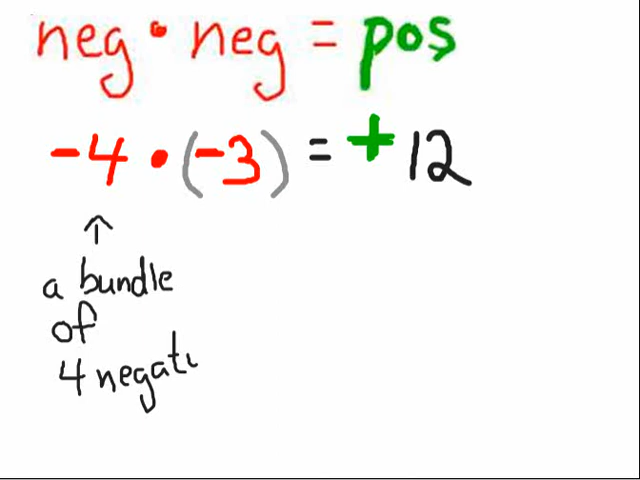 neg • neg = pos
-4 • (-3) = +12
↑
a bundle
of
4 negati